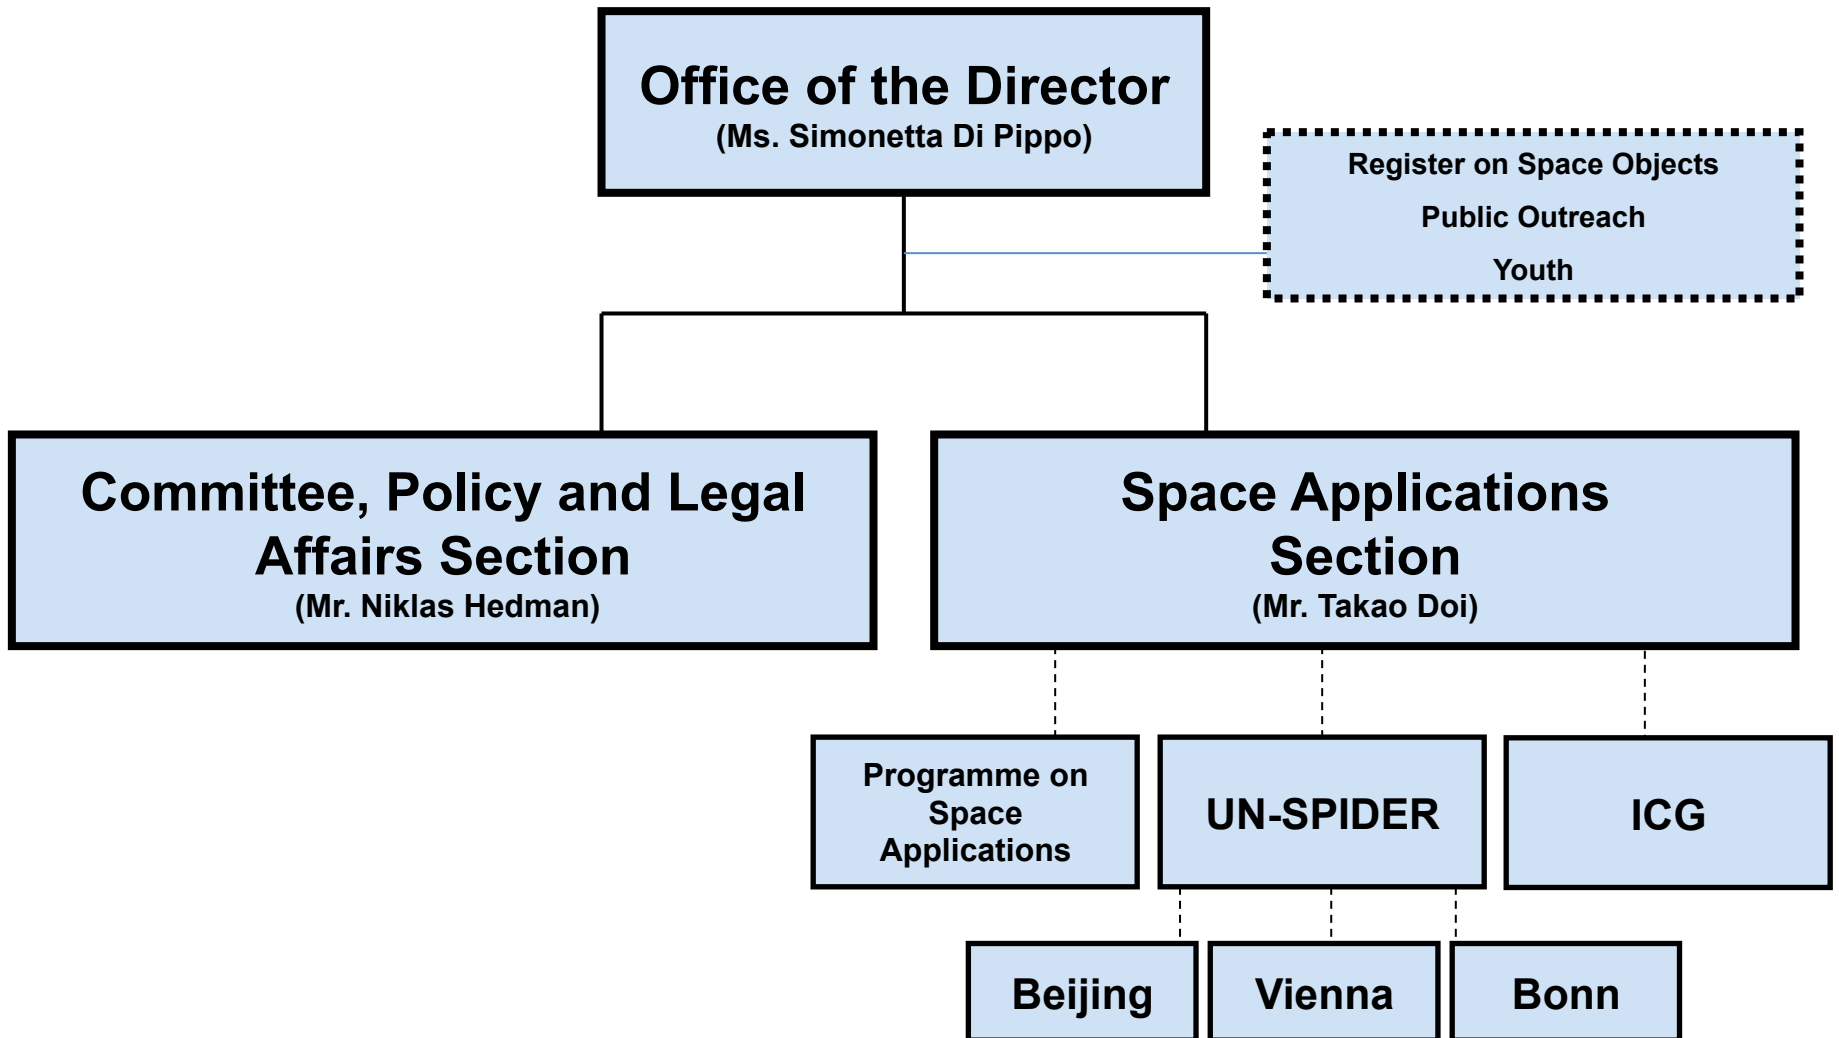 Office of the Director
(Ms. Simonetta Di Pippo)
Register on Space Objects
Public Outreach
Youth
Committee, Policy and Legal
Affairs Section
(Mr. Niklas Hedman)
Space Applications
Section
(Mr. Takao Doi)
Programme on
Space
Applications
UN-SPIDER
ICG
Beijing
Vienna
Bonn